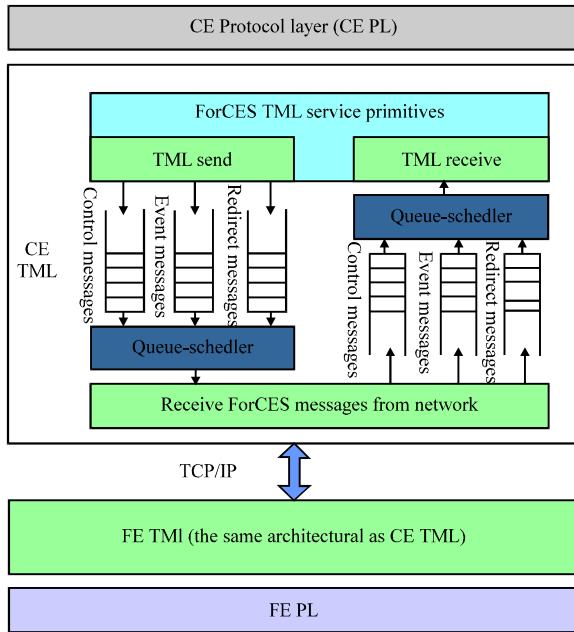 CE Protocol layer (CE PL)
ForCES TML service primitives
TML send
TML receive
Control messages
Event messages
Redirect messages
Queue-schedler
CE
TML
Control messages
Event messages
Redirect messages
Queue-schedler
Receive ForCES messages from network
TCP/IP
FE TMl (the same architectural as CE TML)
FE PL